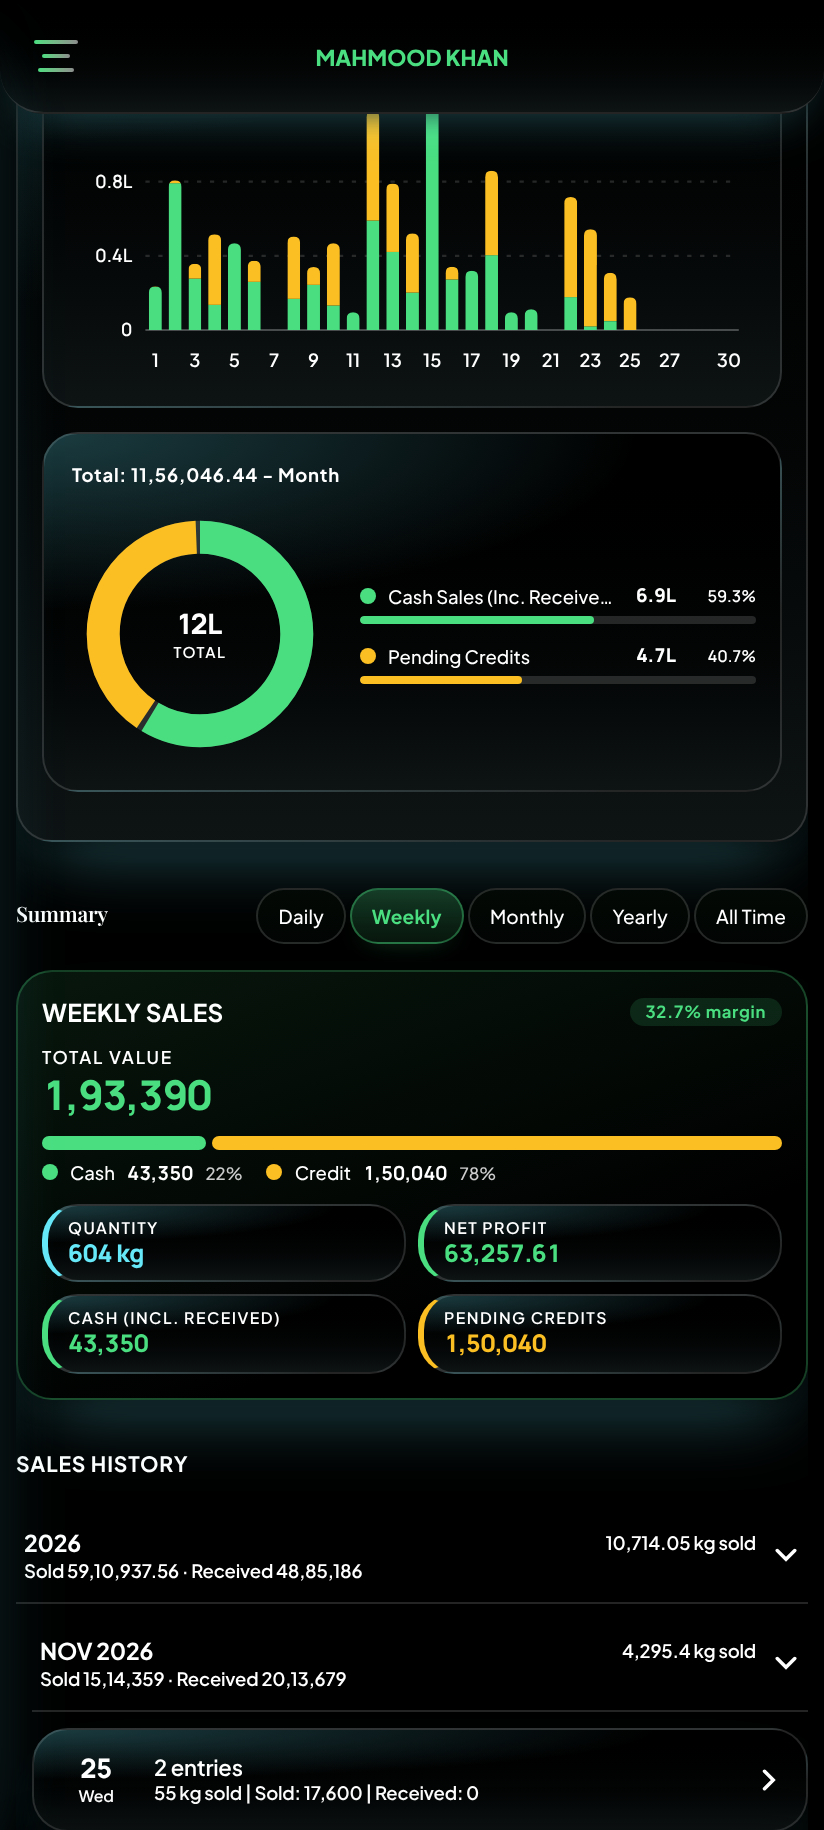 MAHMOOD KHAN
0.8L
0.4L
0
1 3 5 7 9 11 13 15 17 19 21 23 25 27 30
Total: 11,56,046.44 – Month
12L
TOTAL
Cash Sales (Inc. Receive... 6.9L 59.3%
Pending Credits 4.7L 40.7%
Summary Daily Weekly Monthly Yearly All Time
WEEKLY SALES 32.7% margin
TOTAL VALUE
1,93,390
Cash 43,350 22% Credit 1,50,040 78%
QUANTITY
604 kg
NET PROFIT
63,257.61
CASH (INCL. RECEIVED)
43,350
PENDING CREDITS
1,50,040
SALES HISTORY
2026 10,714.05 kg sold
Sold 59,10,937.56 · Received 48,85,186
NOV 2026 4,295.4 kg sold
Sold 15,14,359 · Received 20,13,679
25
Wed
2 entries
55 kg sold | Sold: 17,600 | Received: 0